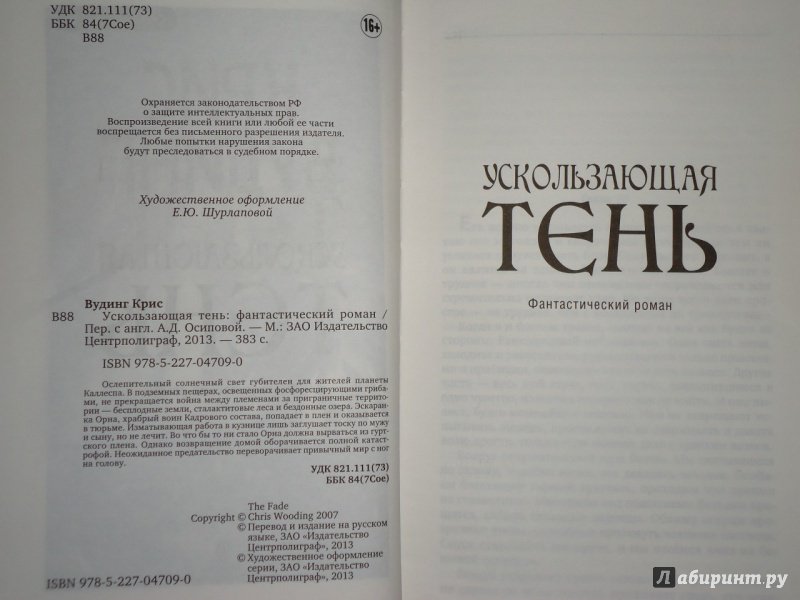 УДК 821.111(73)
ББК 84(7Сое)
В88
16+
Охраняется законодательством РФ
о защите интеллектуальных прав.
Воспроизведение всей книги или любой ее части
воспрещается без письменного разрешения издателя.
Любые попытки нарушения закона
будут преследоваться в судебном порядке.
Художественное оформление
Е.Ю. Шурлаповой
Вудинг Крис
В88 Ускользающая тень: фантастический роман /
Пер. с англ. А.Д. Осиповой. — М.: ЗАО Издательство
Центрполиграф, 2013. — 383 с.
ISBN 978-5-227-04709-0
Ослепительный солнечный свет губителен для жителей планеты
Каллеспа. В подземных пещерах, освещенных фосфоресцирующими гриба-
ми, не прекращается война между племенами за приграничные террито-
рии — бесплодные земли, сталактитовые леса и бездонные озера. Эскаран-
ка Орна, храбрый воин Кадрового состава, попадает в плен и оказывается
в тюрьме. Изматывающая работа в кузнице лишь заглушает тоску по мужу
и сыну, но не лечит. Во что бы то ни стало Орна должна вырваться из гурт-
ского плена. Однако возвращение домой оборачивается полной катаст-
рофой. Неожиданное предательство переворачивает привычный мир с ног
на голову.
УДК 821.111(73)
ББК 84(7Сое)
The Fade
Copyright © Chris Wooding 2007
© Перевод и издание на русском
языке, ЗАО «Издательство
Центрполиграф», 2013
© Художественное оформление
серии, ЗАО «Издательство
Центрполиграф», 2013
ISBN 978-5-227-04709-0
УСКОЛЬЗАЮЩАЯ
ТЕНЬ
Фантастический роман
Лабиринт.ру